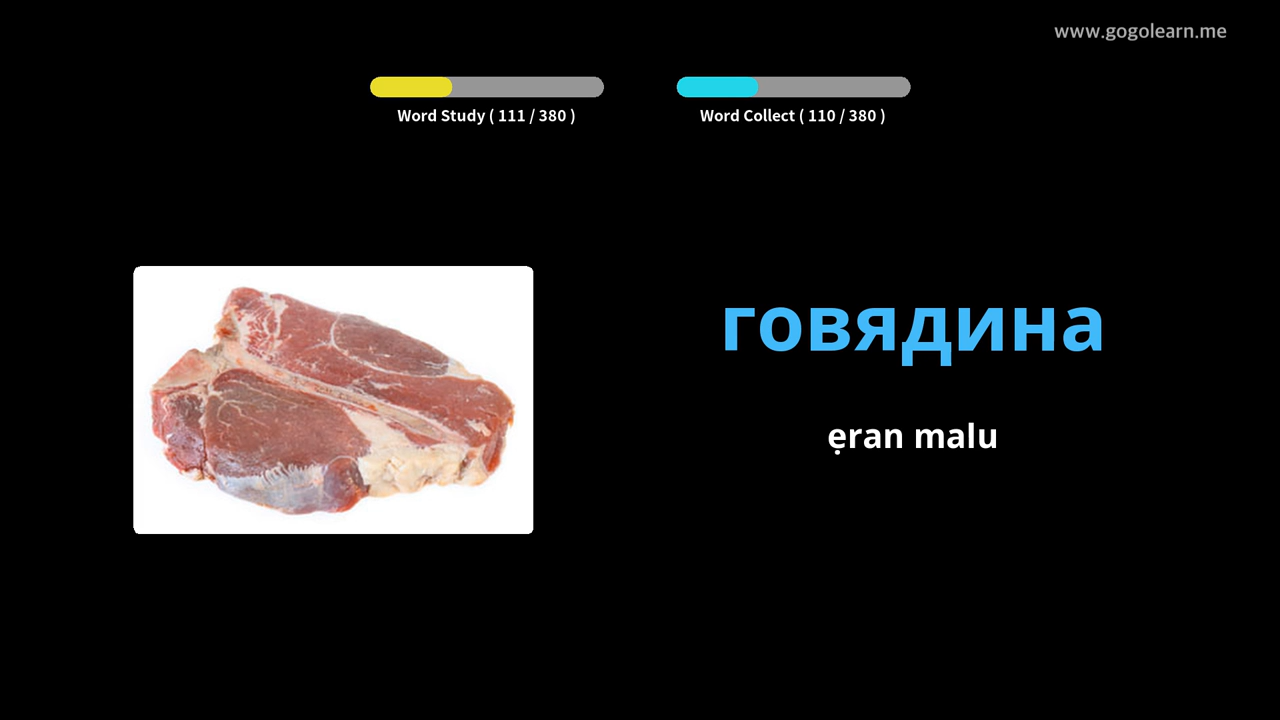 www.gogolearn.me
Word Study ( 111 / 380 )
Word Collect ( 110 / 380 )
говядина
ẹran malu